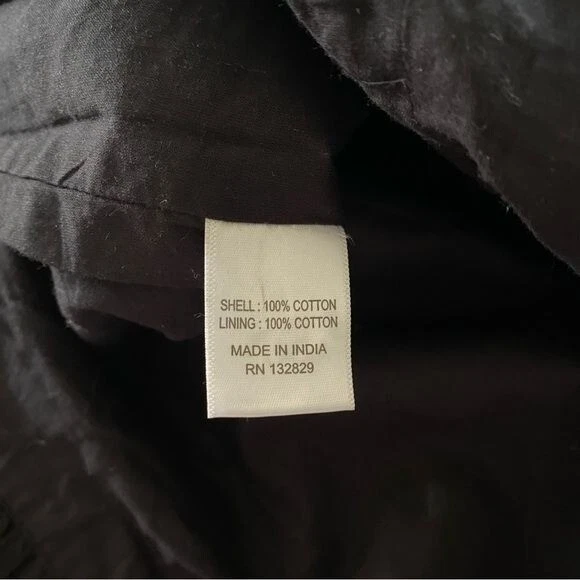 SHELL : 100% COTTON
LINING : 100% COTTON
MADE IN INDIA
RN 132829